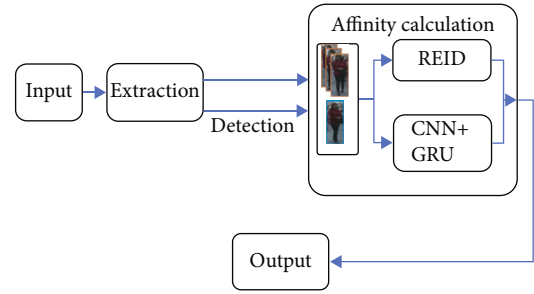 Affinity calculation
Input
Extraction
Detection
REID
CNN+
GRU
Output